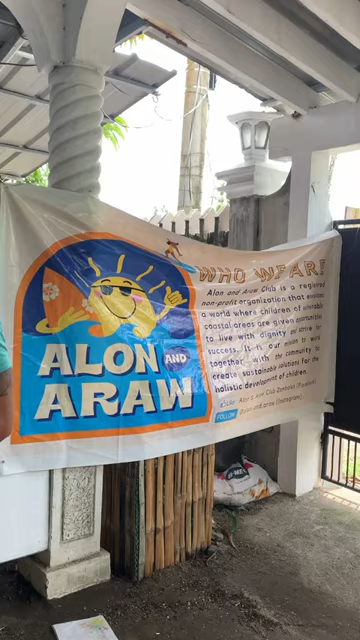 ALON AND
ARAW
WHO WE ARE
Alon and Araw Club is a registered
non-profit organization that envisions
a world where children of vulnerable
coastal areas are given opportunities
to live with dignity and strive for
success. It is our mission to work
together with the community to
create sustainable solutions for the
holistic development of children.
Alon & Araw Club Zambales (Facebook)
FOLLOW @alon.and.araw (Instagram)